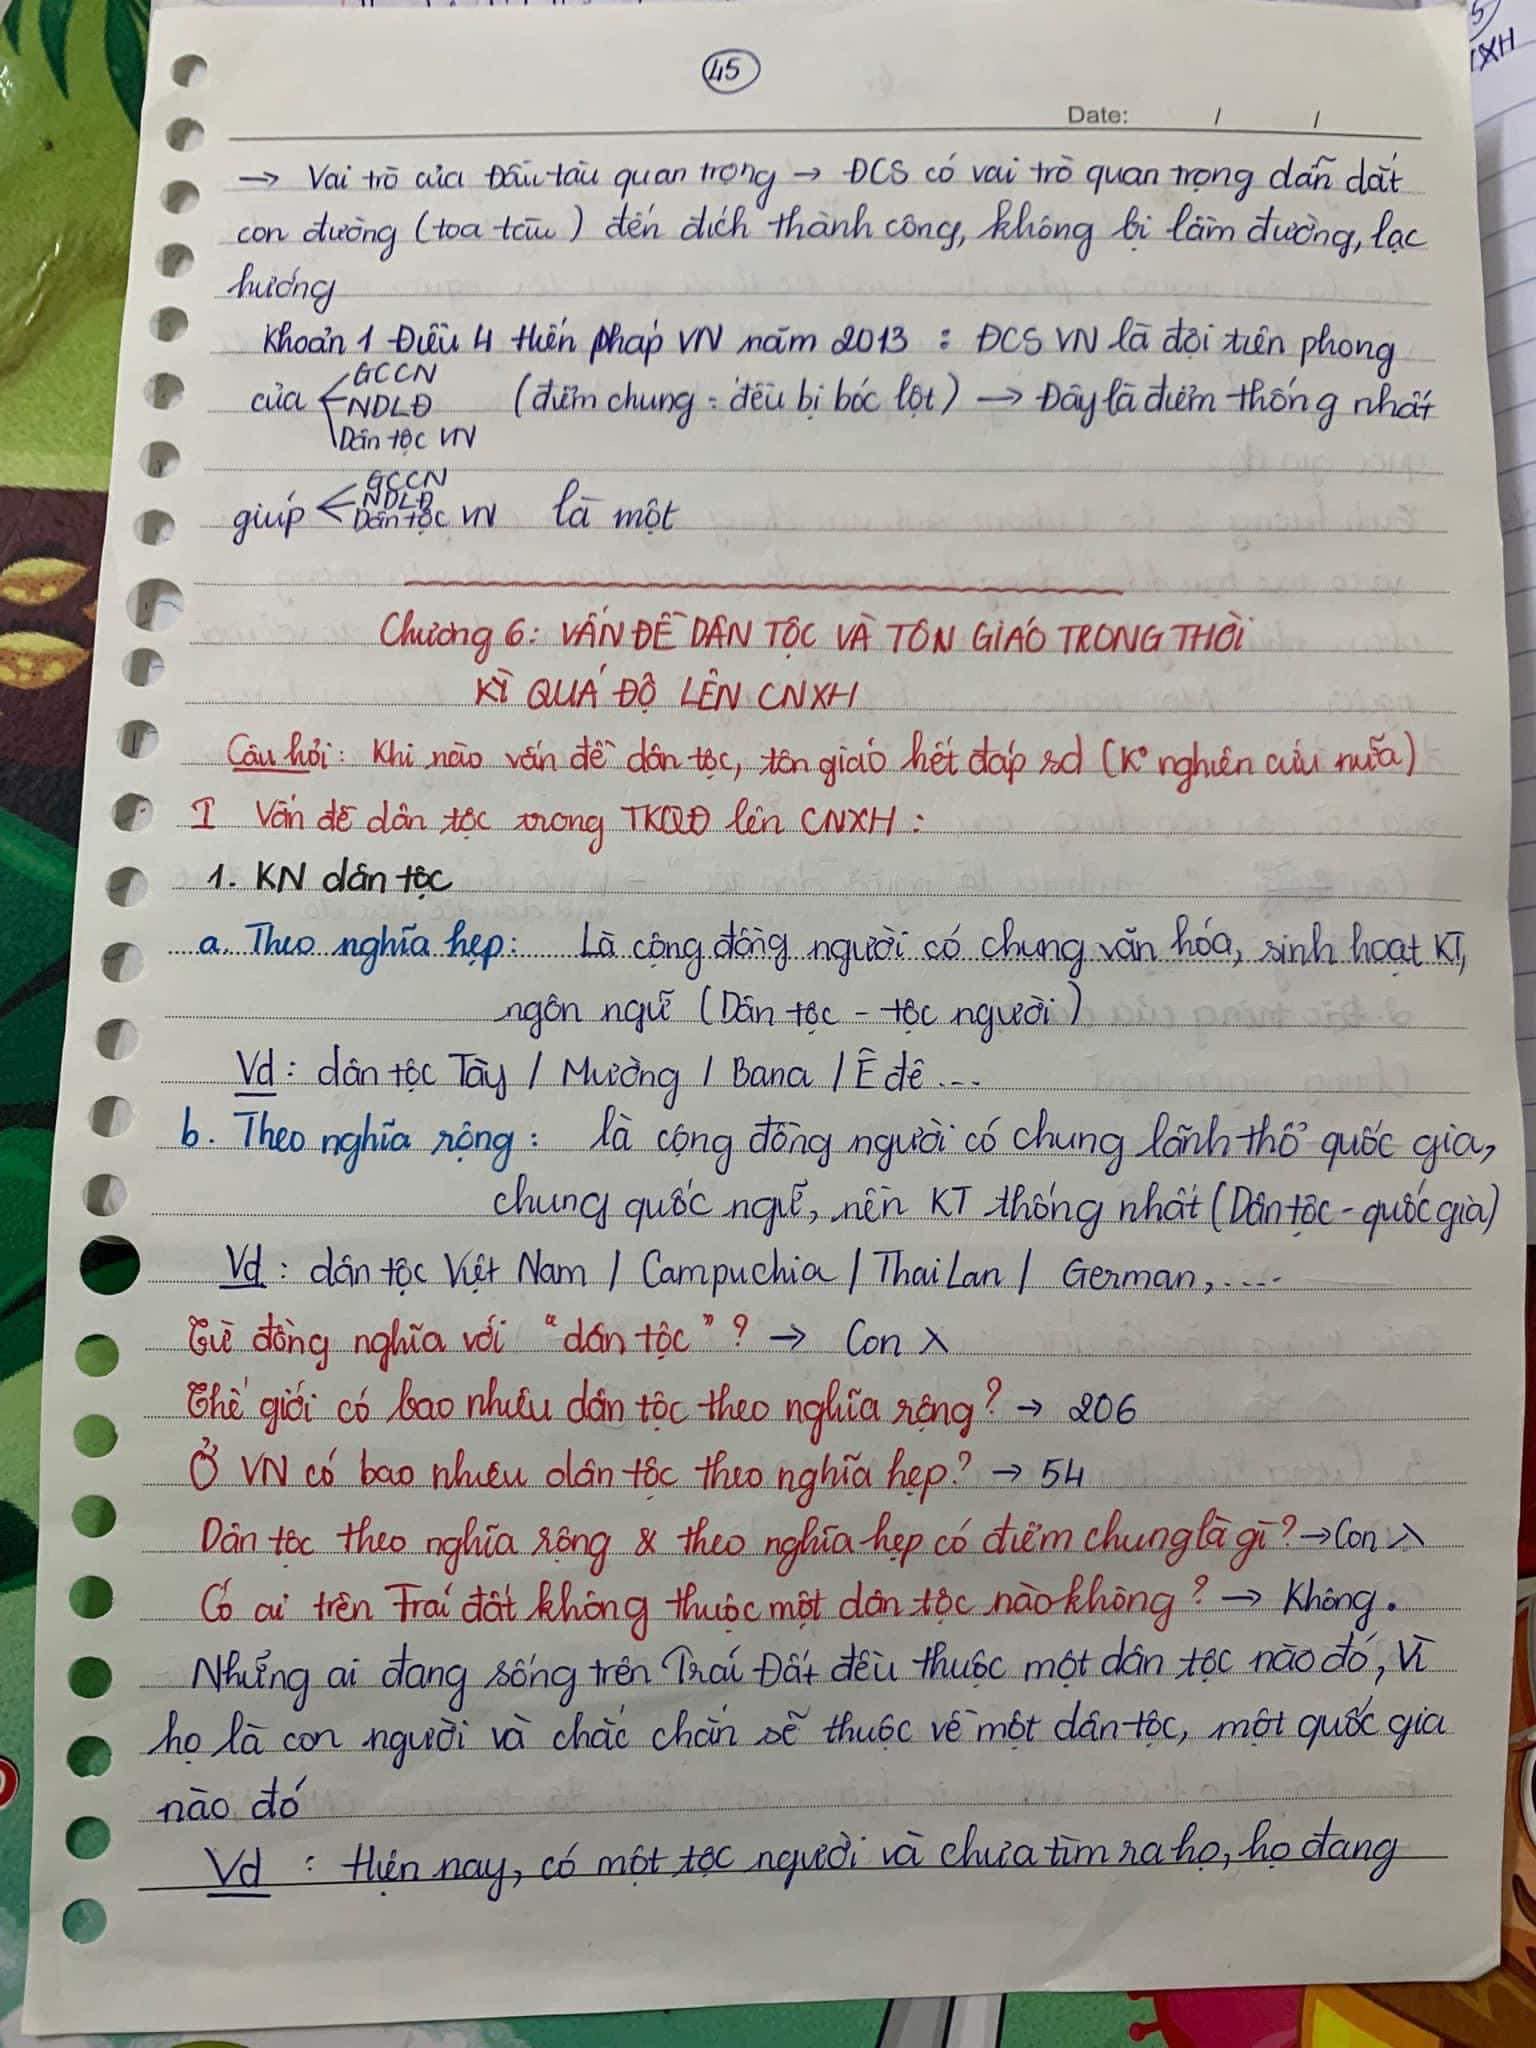 45
Date: / /
→ Vai trò của Đầu tàu quan trọng → ĐCS có vai trò quan trọng dẫn dắt
con đường (toa tàu) đến đích thành công, không bị lầm đường, lạc
hướng
Khoản 1 Điều 4 Hiến pháp VN năm 2013 : ĐCS VN là đội tiên phong
của GCCN
NDLĐ (điểm chung : đều bị bóc lột) → Đây là điểm thống nhất
Dân tộc VN
giúp GCCN
NDLĐ
Dân tộc VN là một
Chương 6: VẤN ĐỀ DÂN TỘC VÀ TÔN GIÁO TRONG THỜI
KÌ QUÁ ĐỘ LÊN CNXH
Câu hỏi: Khi nào vấn đề dân tộc, tôn giáo hết đáp sd (K° nghiên cứu nữa)
I Vấn đề dân tộc trong TKQĐ lên CNXH :
1. KN dân tộc
a. Theo nghĩa hẹp: Là cộng đồng người có chung văn hóa, sinh hoạt KT,
ngôn ngữ (Dân tộc - tộc người)
Vd : dân tộc Tày / Mường / Bana / Ê đê ...
b. Theo nghĩa rộng : là cộng đồng người có chung lãnh thổ quốc gia,
chung quốc ngữ, nền KT thống nhất (Dân tộc - quốc gia)
Vd : dân tộc Việt Nam / Campuchia / Thai Lan / German, ....
Từ đồng nghĩa với "dân tộc" ? → Con λ
Thế giới có bao nhiêu dân tộc theo nghĩa rộng? → 206
Ở VN có bao nhiêu dân tộc theo nghĩa hẹp? → 54
Dân tộc theo nghĩa rộng & theo nghĩa hẹp có điểm chung là gì? → Con λ
Có ai trên Trái đất không thuộc một dân tộc nào không? → Không.
Những ai đang sống trên Trái Đất đều thuộc một dân tộc nào đó, Vì
họ là con người và chắc chắn sẽ thuộc về một dân tộc, một quốc gia
nào đó
Vd : Hiện nay, có một tộc người và chưa tìm ra họ, họ đang